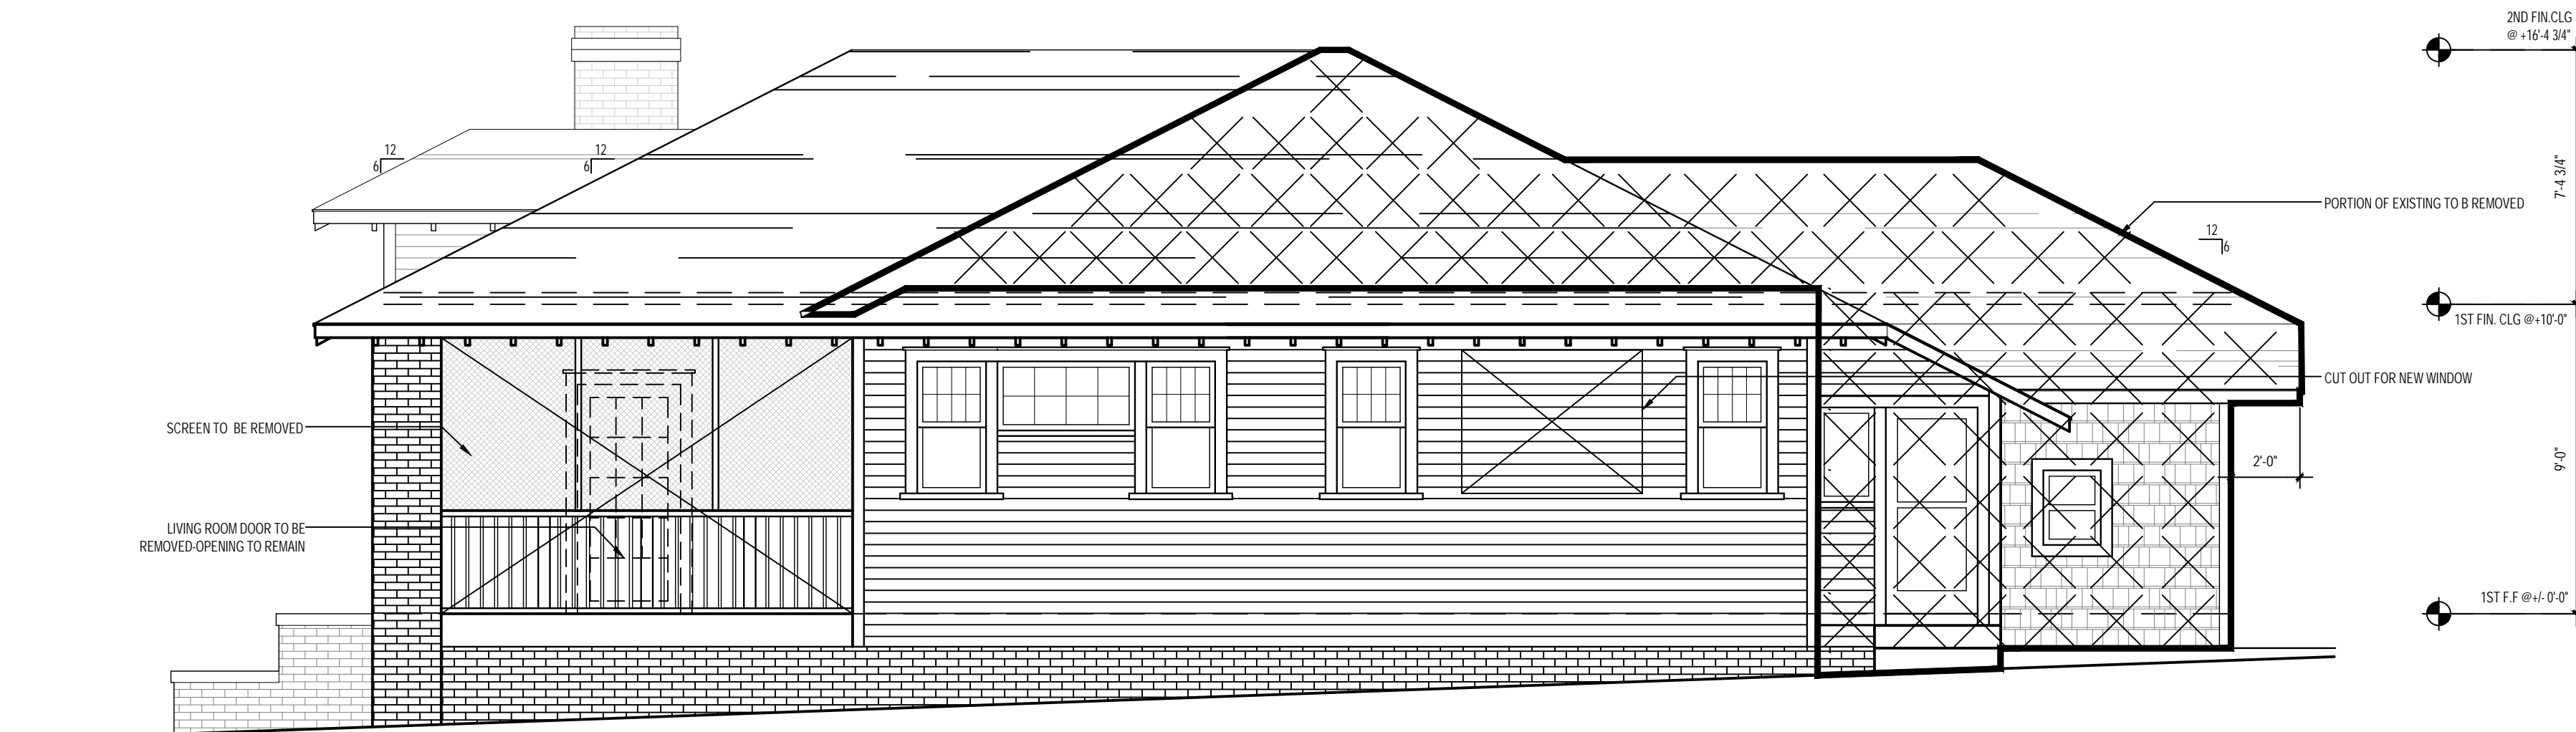 2ND FIN.CLG
@ +16'-4 3/4"
12
6
12
6
7'-4 3/4"
PORTION OF EXISTING TO B REMOVED
12
6
1ST FIN. CLG @+10'-0"
CUT OUT FOR NEW WINDOW
SCREEN TO BE REMOVED
2'-0"
9'-0"
LIVING ROOM DOOR TO BE
REMOVED-OPENING TO REMAIN
1ST F.F @+/- 0'-0"